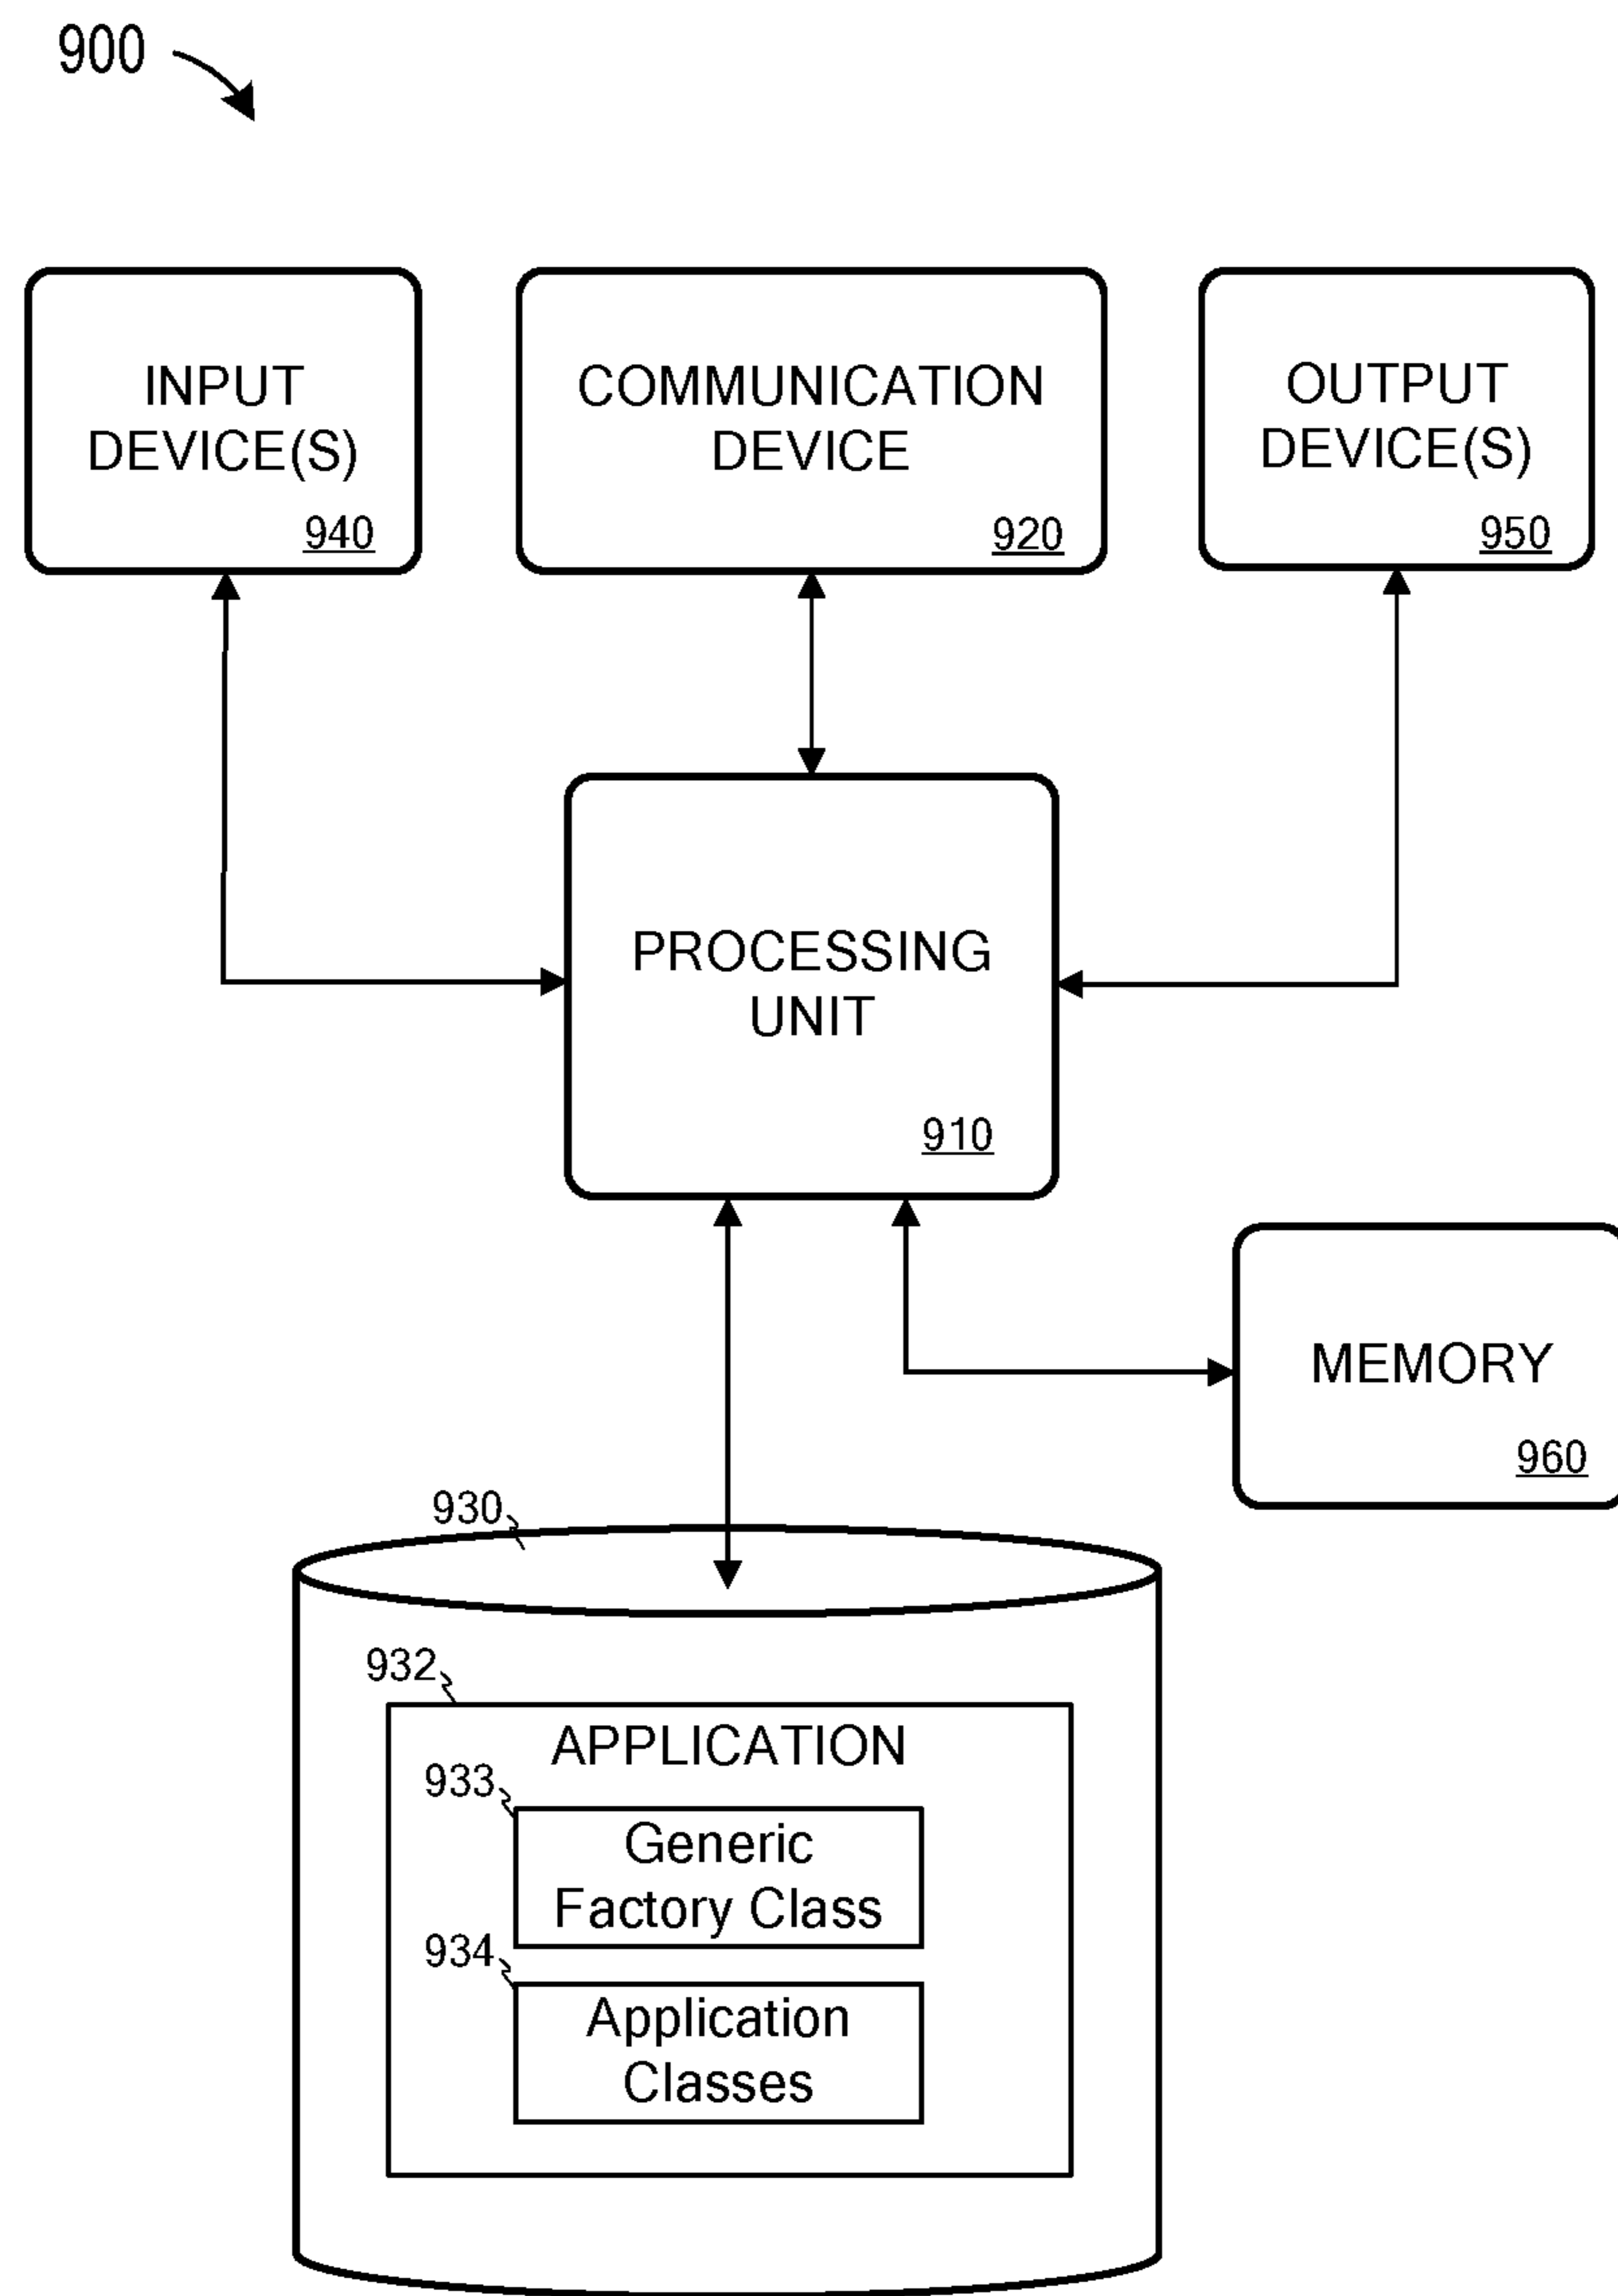 900
INPUT
DEVICE(S)
940
COMMUNICATION
DEVICE
920
OUTPUT
DEVICE(S)
950
PROCESSING
UNIT
910
MEMORY
960
930
932
APPLICATION
933
Generic
Factory Class
934
Application
Classes